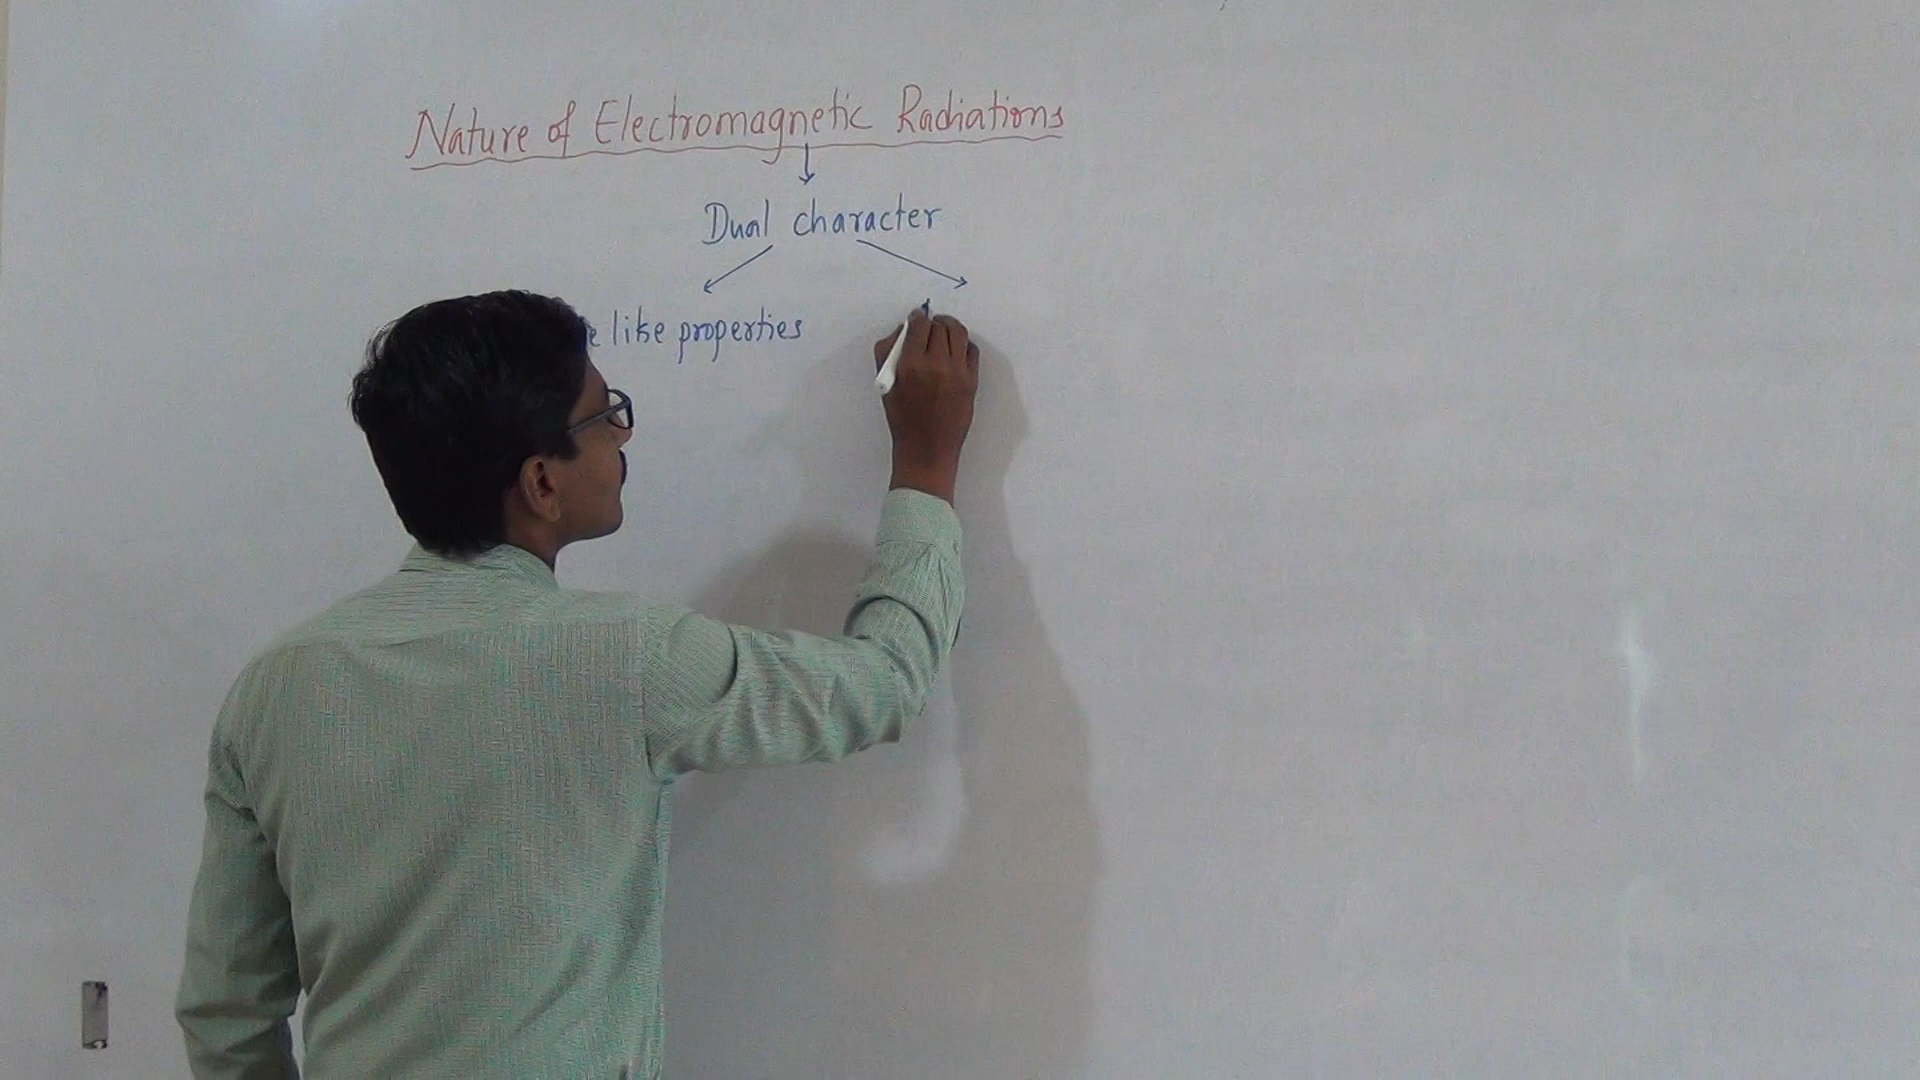 Nature of Electromagnetic Radiations
Dual character
like properties